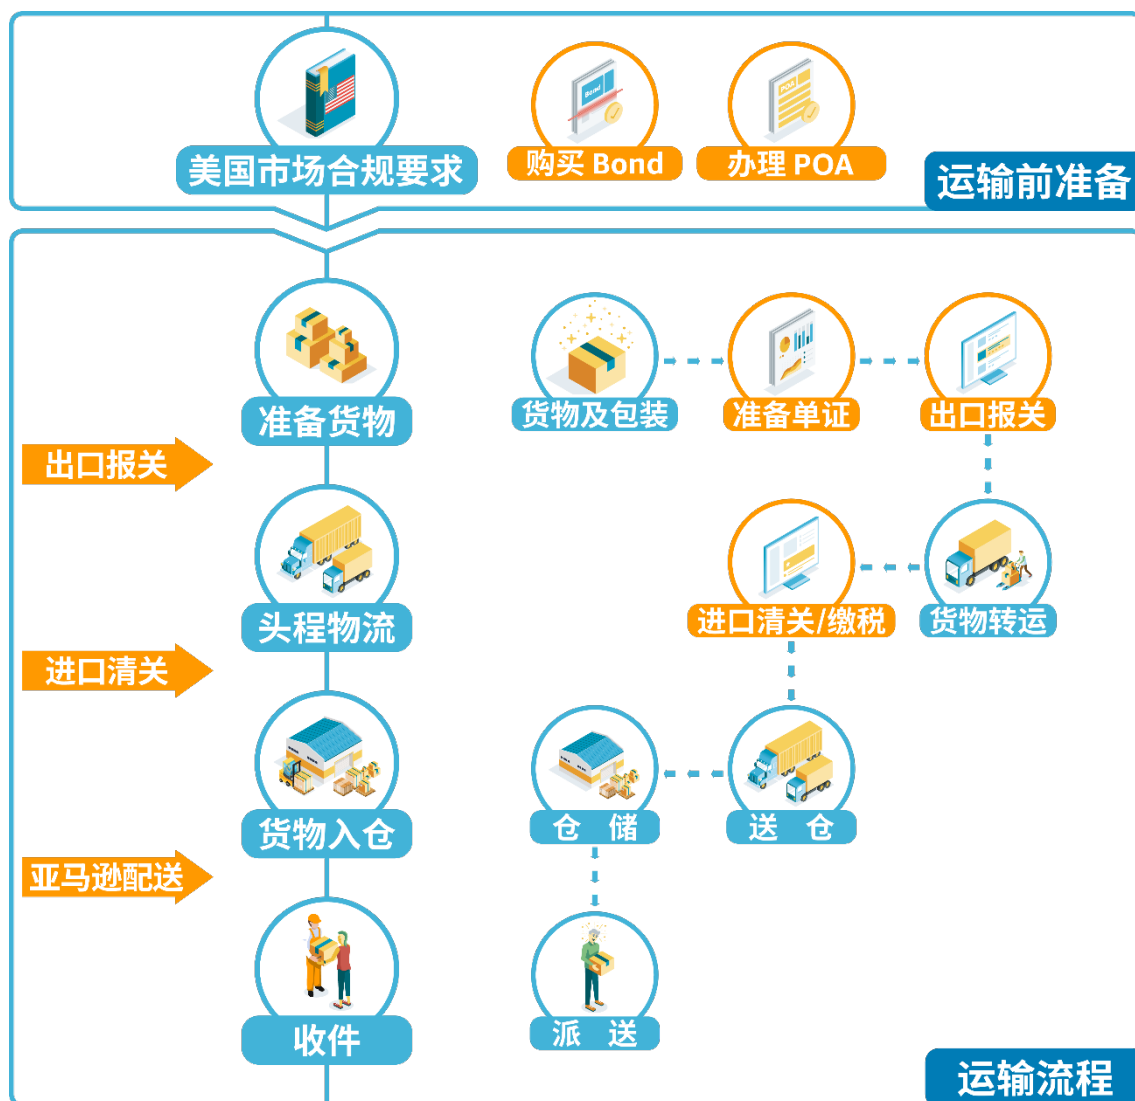 Bond
POA
美国市场合规要求
购买 Bond
办理 POA
运输前准备
准备货物
货物及包装
准备单证
出口报关
出口报关
头程物流
进口清关/缴税
货物转运
进口清关
货物入仓
仓 储
送 仓
亚马逊配送
收件
派 送
运输流程